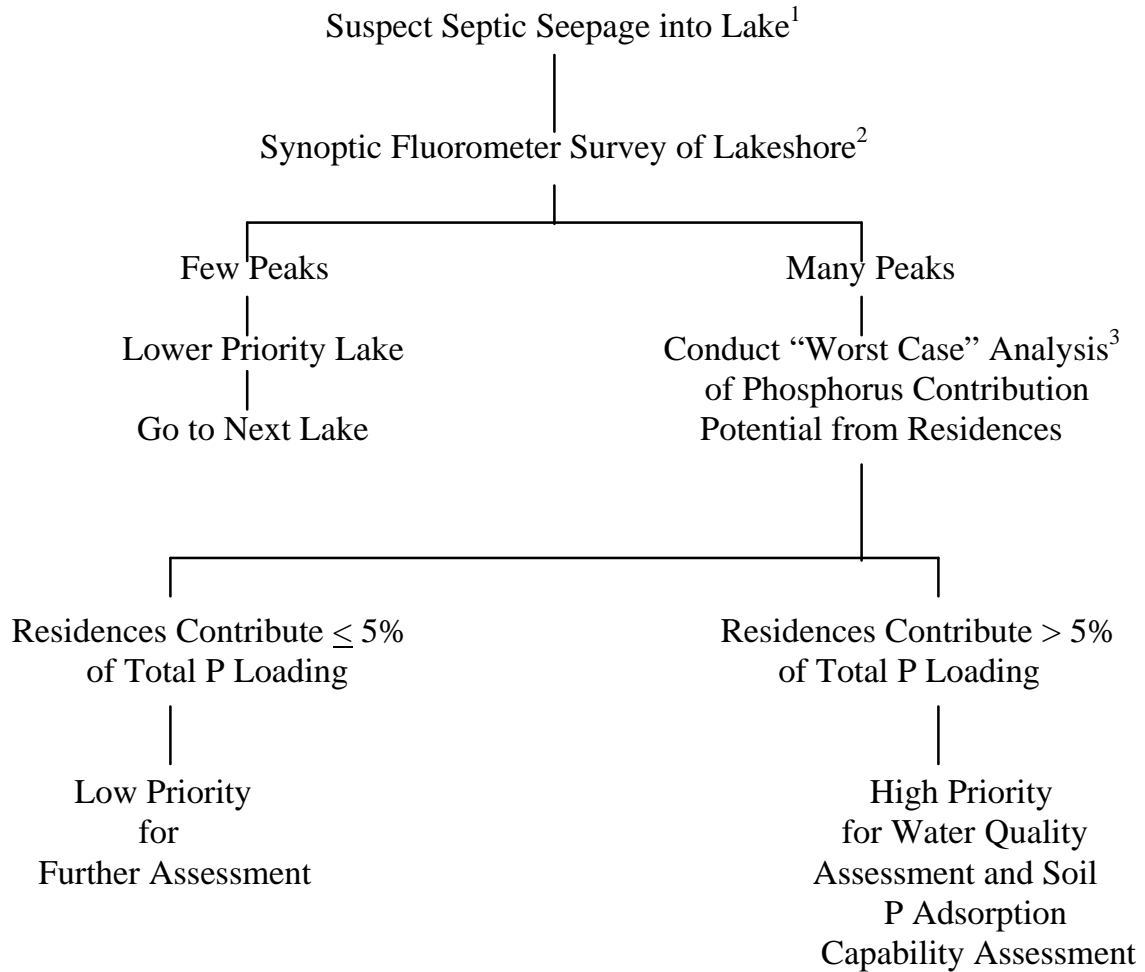 Suspect Septic Seepage into Lake¹
Synoptic Fluorometer Survey of Lakeshore²
Few Peaks
Lower Priority Lake
Go to Next Lake
Many Peaks
Conduct “Worst Case” Analysis³
of Phosphorus Contribution
Potential from Residences
Residences Contribute ≤ 5%
of Total P Loading
Low Priority
for
Further Assessment
Residences Contribute > 5%
of Total P Loading
High Priority
for Water Quality
Assessment and Soil
P Adsorption
Capability Assessment